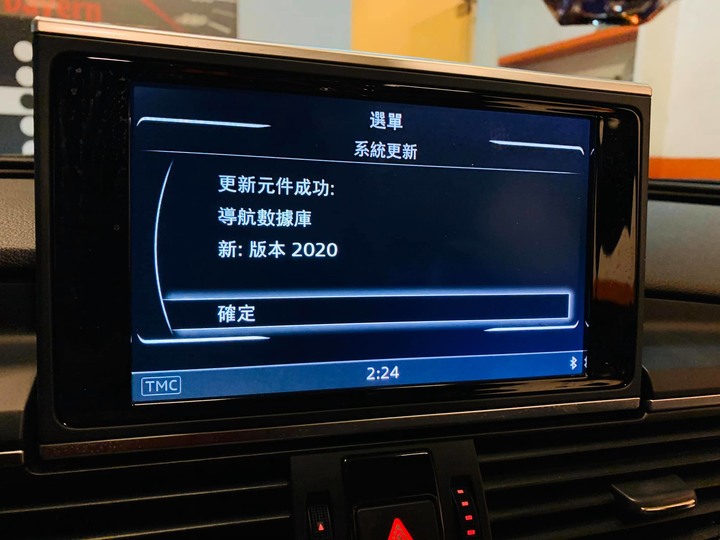 Bayern
選單
系統更新
更新元件成功:
導航數據庫
新: 版本 2020
確定
TMC
2:24